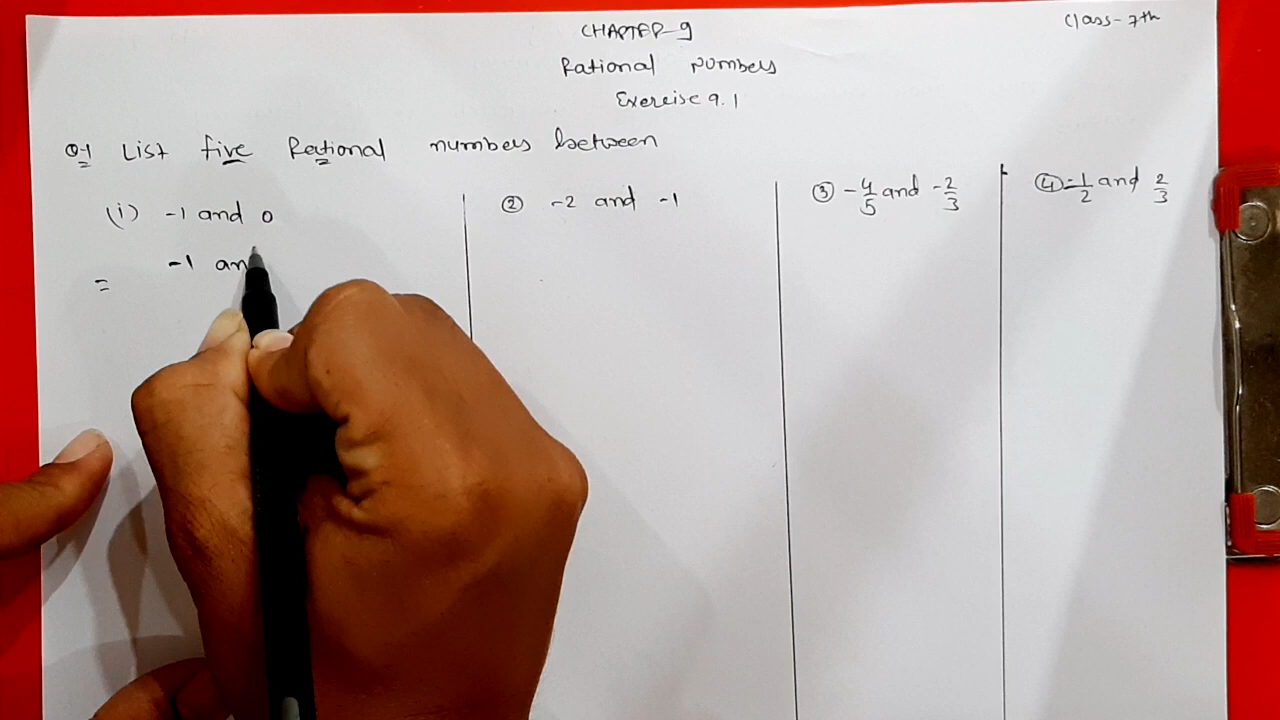 Class-7th
CHAPTER-9
Rational numbers
Exercise 9.1
Q-1 List five Rational numbers between
(i) -1 and 0
② -2 and -1
③ -4/5 and -2/3
④ -1/2 and 2/3
= -1 an